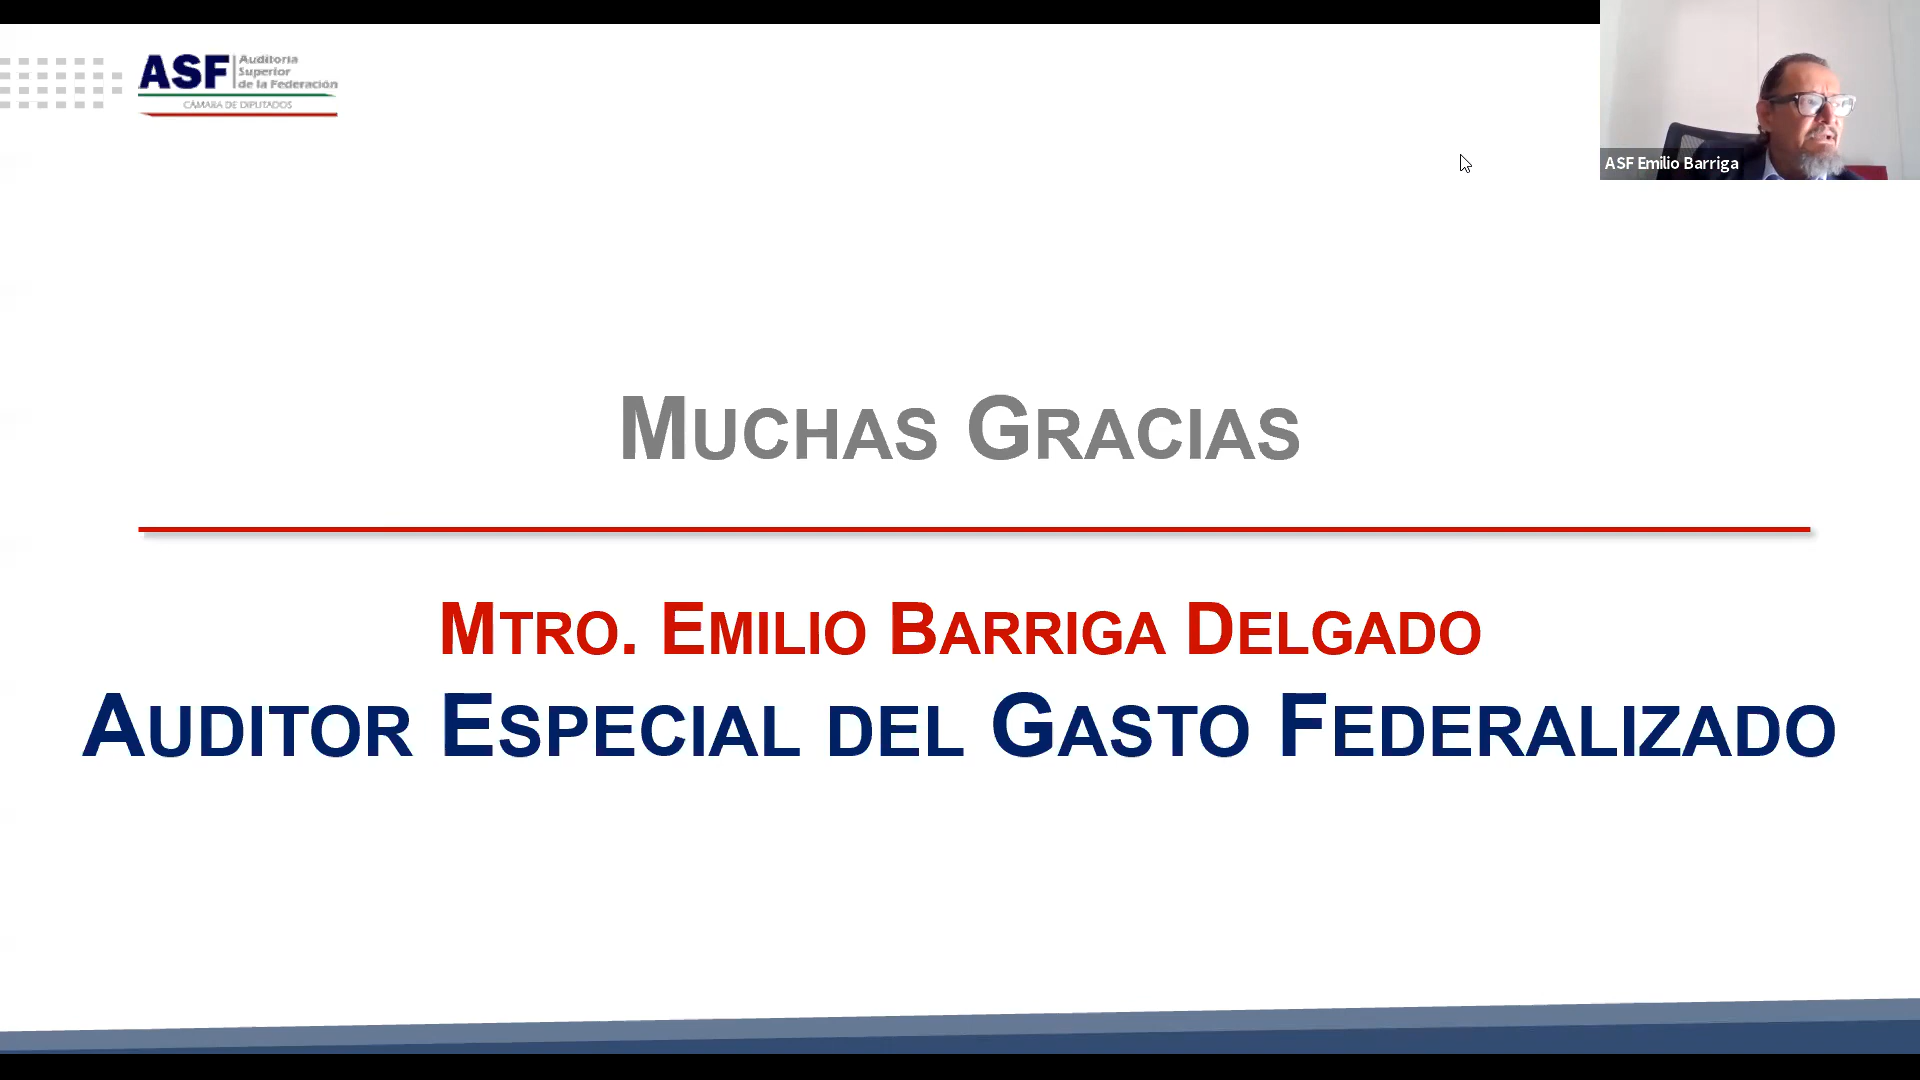 ASF
Auditoría
Superior
de la Federación
CÁMARA DE DIPUTADOS
ASF Emilio Barriga
MUCHAS GRACIAS
MTRO. EMILIO BARRIGA DELGADO
AUDITOR ESPECIAL DEL GASTO FEDERALIZADO